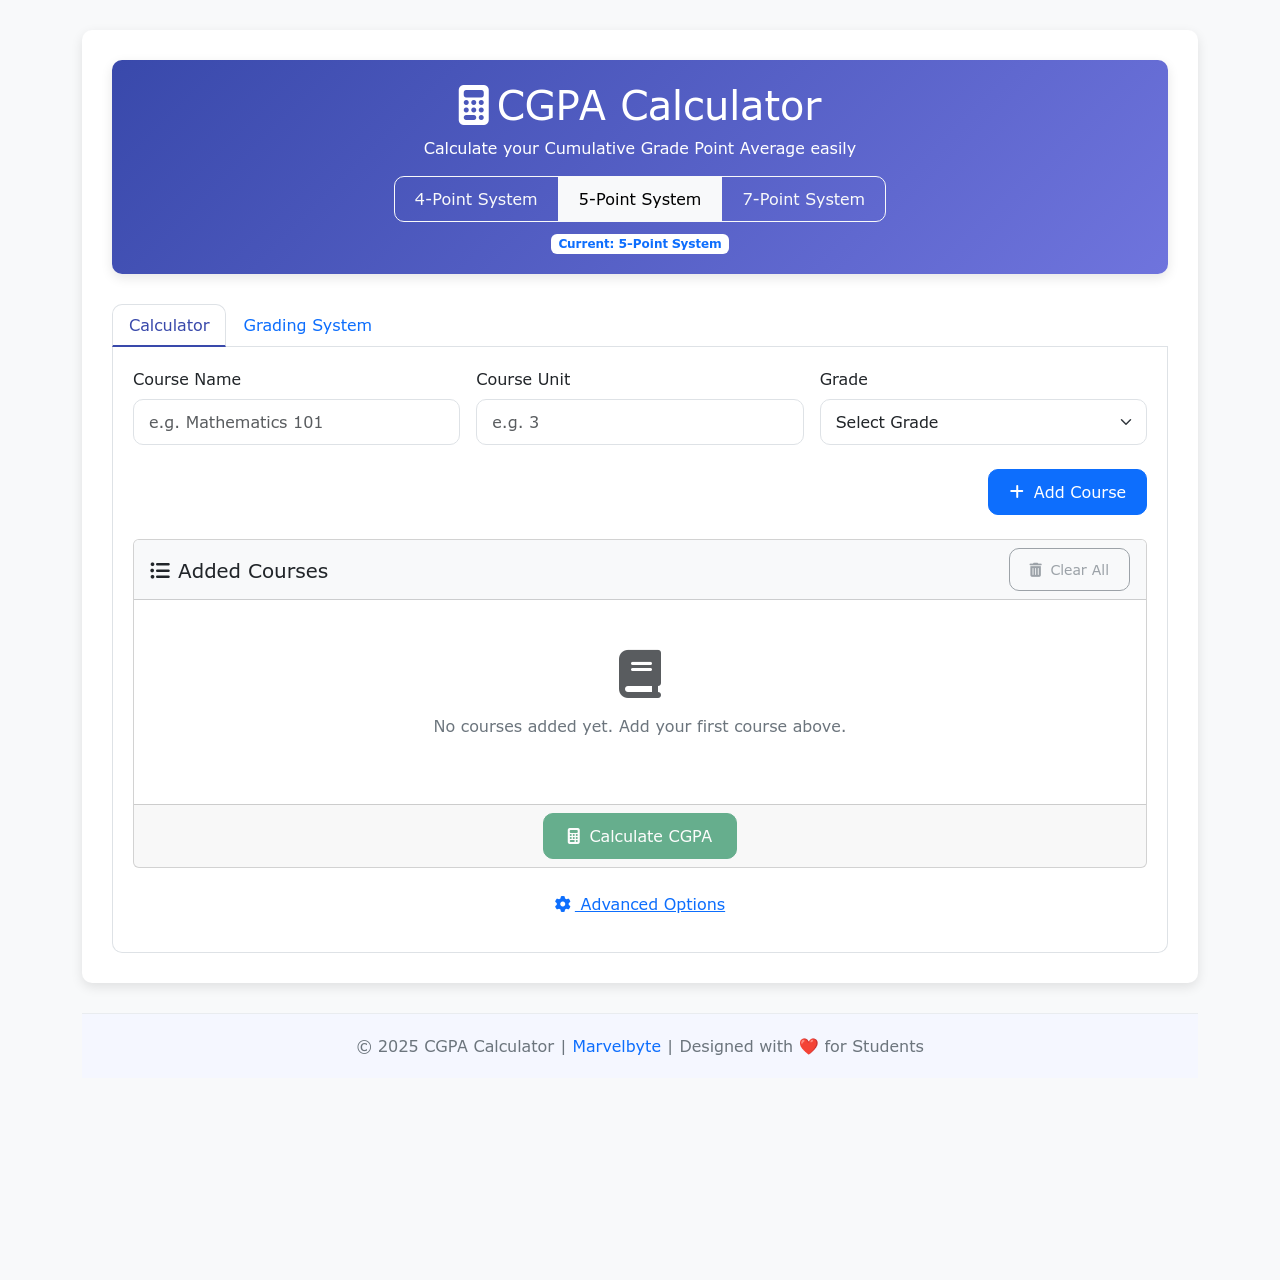 CGPA Calculator
Calculate your Cumulative Grade Point Average easily
4-Point System 5-Point System 7-Point System
Current: 5-Point System
Calculator Grading System
Course Name Course Unit Grade
e.g. Mathematics 101 e.g. 3 Select Grade
Add Course
Added Courses Clear All
No courses added yet. Add your first course above.
Calculate CGPA
Advanced Options
© 2025 CGPA Calculator | Marvelbyte | Designed with ❤️ for Students